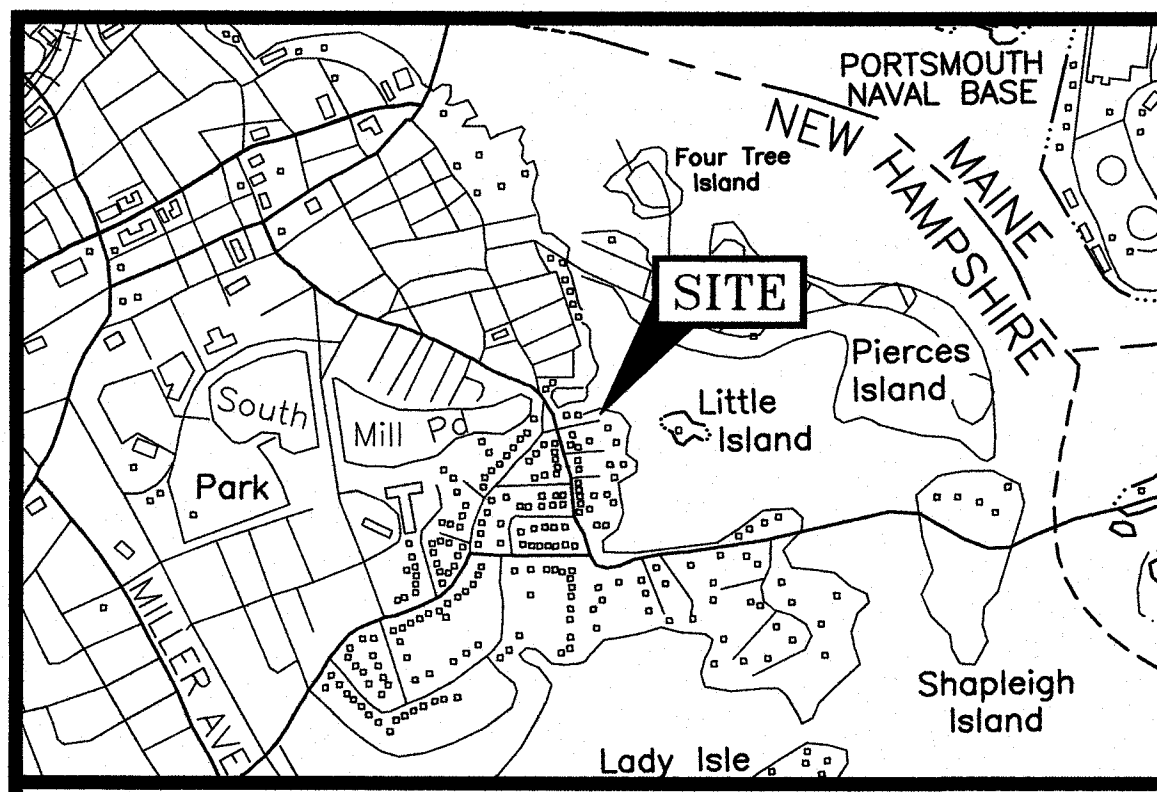 PORTSMOUTH
NAVAL BASE
NEW HAMPSHIRE
MAINE
Four Tree
Island
SITE
Pierces
Island
Little
Island
South
Mill Pd
Park
MILLER AVE
Shapleigh
Island
Lady Isle